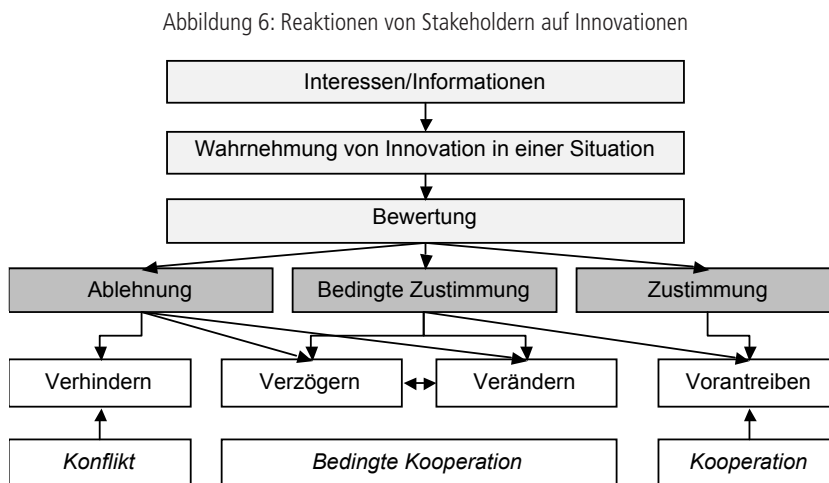 Abbildung 6: Reaktionen von Stakeholdern auf Innovationen
Interessen/Informationen
Wahrnehmung von Innovation in einer Situation
Bewertung
Ablehnung
Bedingte Zustimmung
Zustimmung
Verhindern
Verzögern
Verändern
Vorantreiben
Konflikt
Bedingte Kooperation
Kooperation